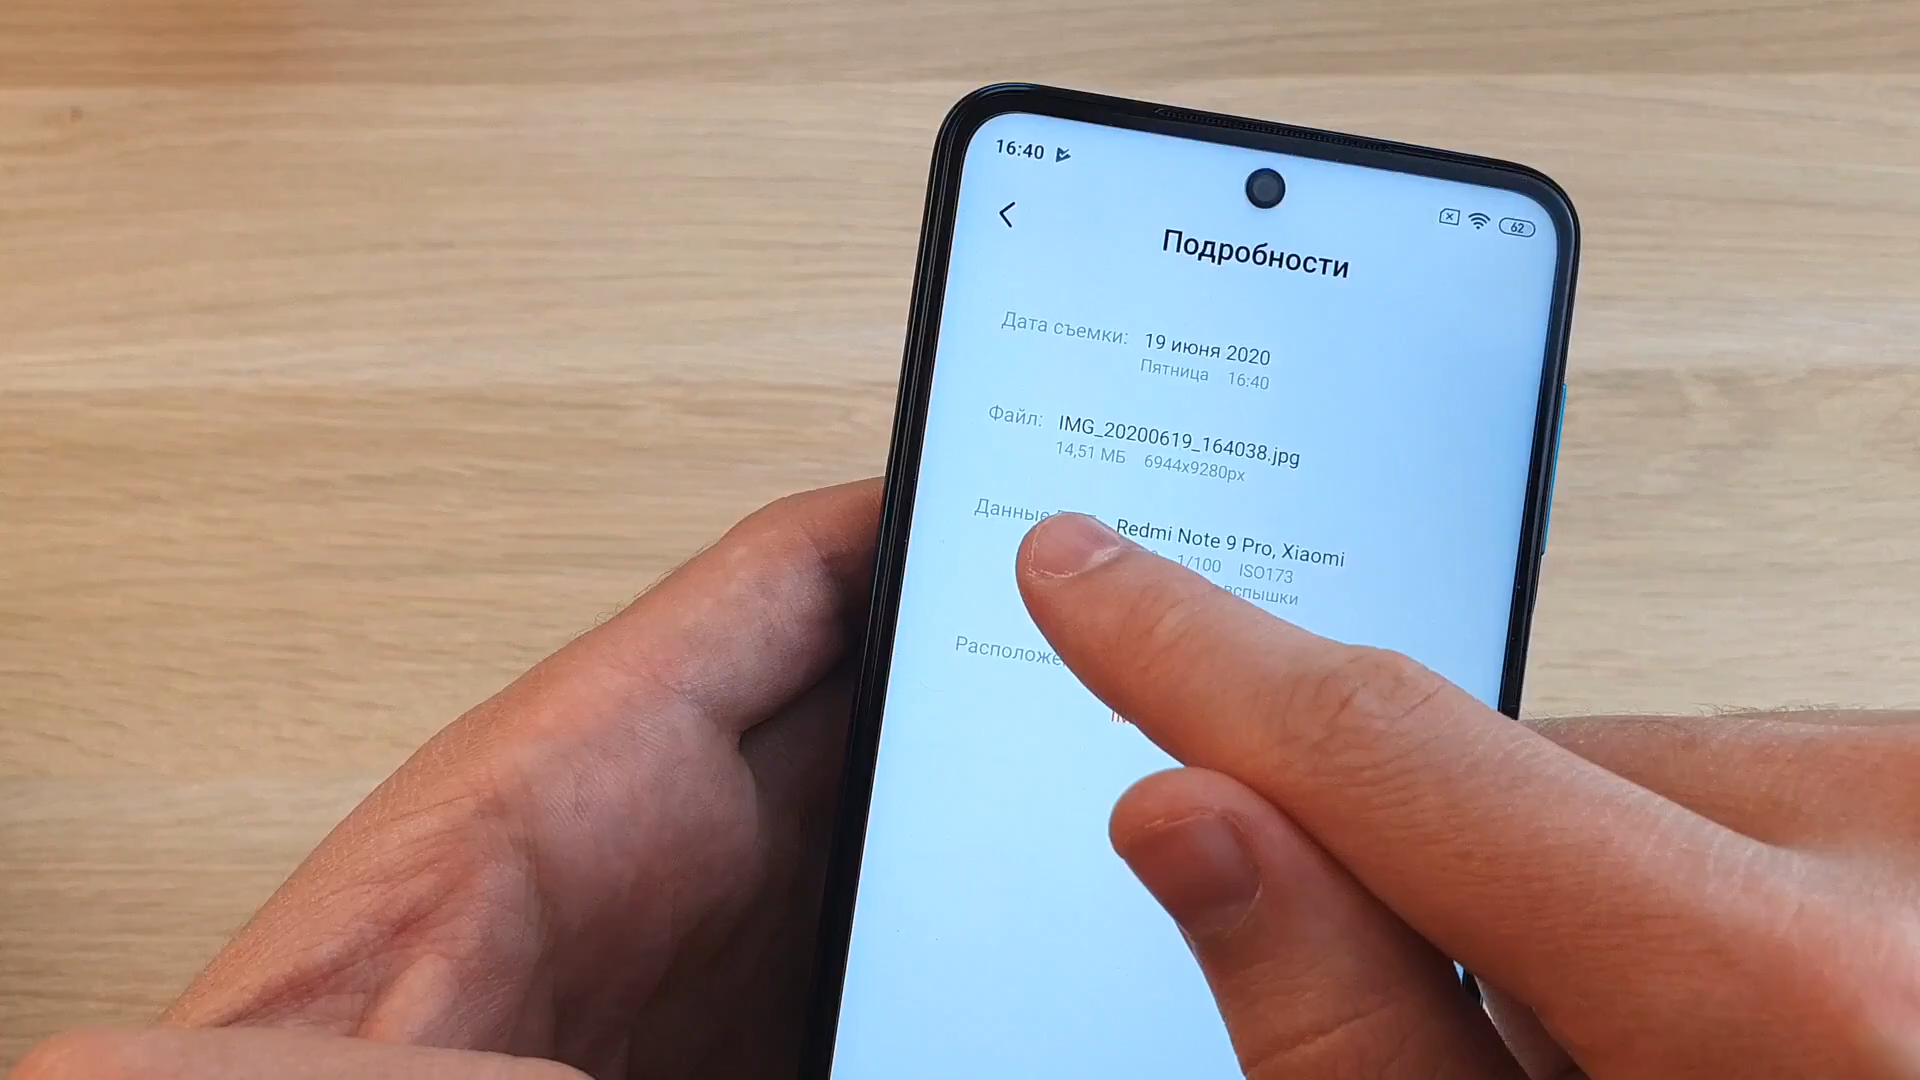 16:40
62
Подробности
Дата съемки: 19 июня 2020
Пятница 16:40
Файл: IMG_20200619_164038.jpg
14,51 МБ 6944x9280px
Данные Redmi Note 9 Pro, Xiaomi
1/100 ISO173
вспышки
Расположе